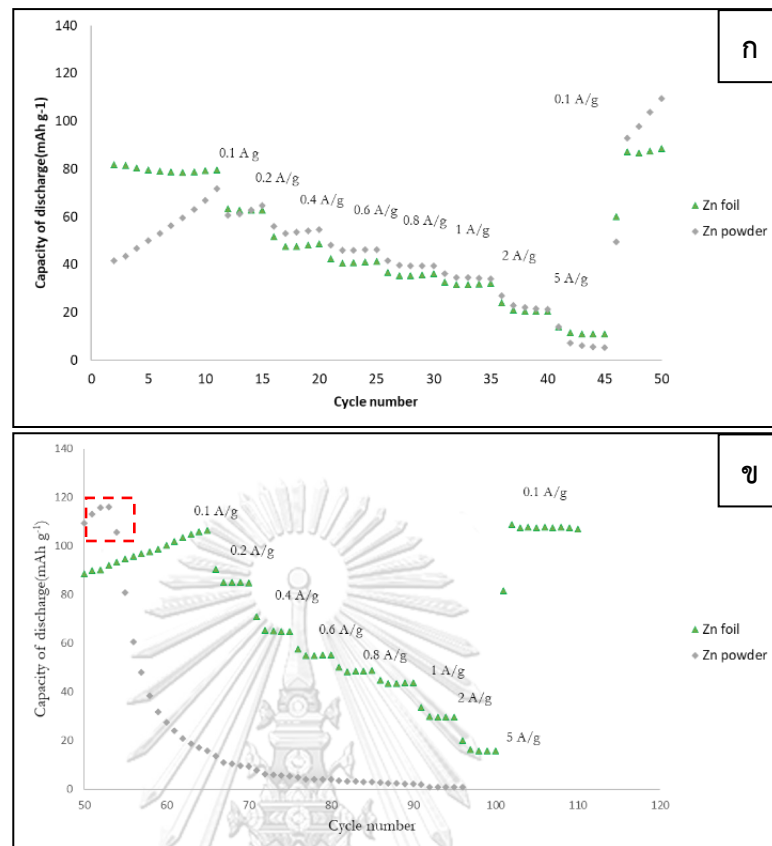 ก
Capacity of discharge(mAh g-1)
140
120
100
80
60
40
20
0
0.1 A g
0.2 A/g
0.4 A/g
0.6 A/g
0.8 A/g
1 A/g
2 A/g
5 A/g
0.1 A/g
Zn foil
Zn powder
0 5 10 15 20 25 30 35 40 45 50
Cycle number
ข
Capacity of discharge(mAh g⁻¹)
140
120
100
80
60
40
20
0
0.1 A/g
0.2 A/g
0.4 A/g
0.6 A/g
0.8 A/g
1 A/g
2 A/g
5 A/g
0.1 A/g
Zn foil
Zn powder
50 60 70 80 90 100 110 120
Cycle number